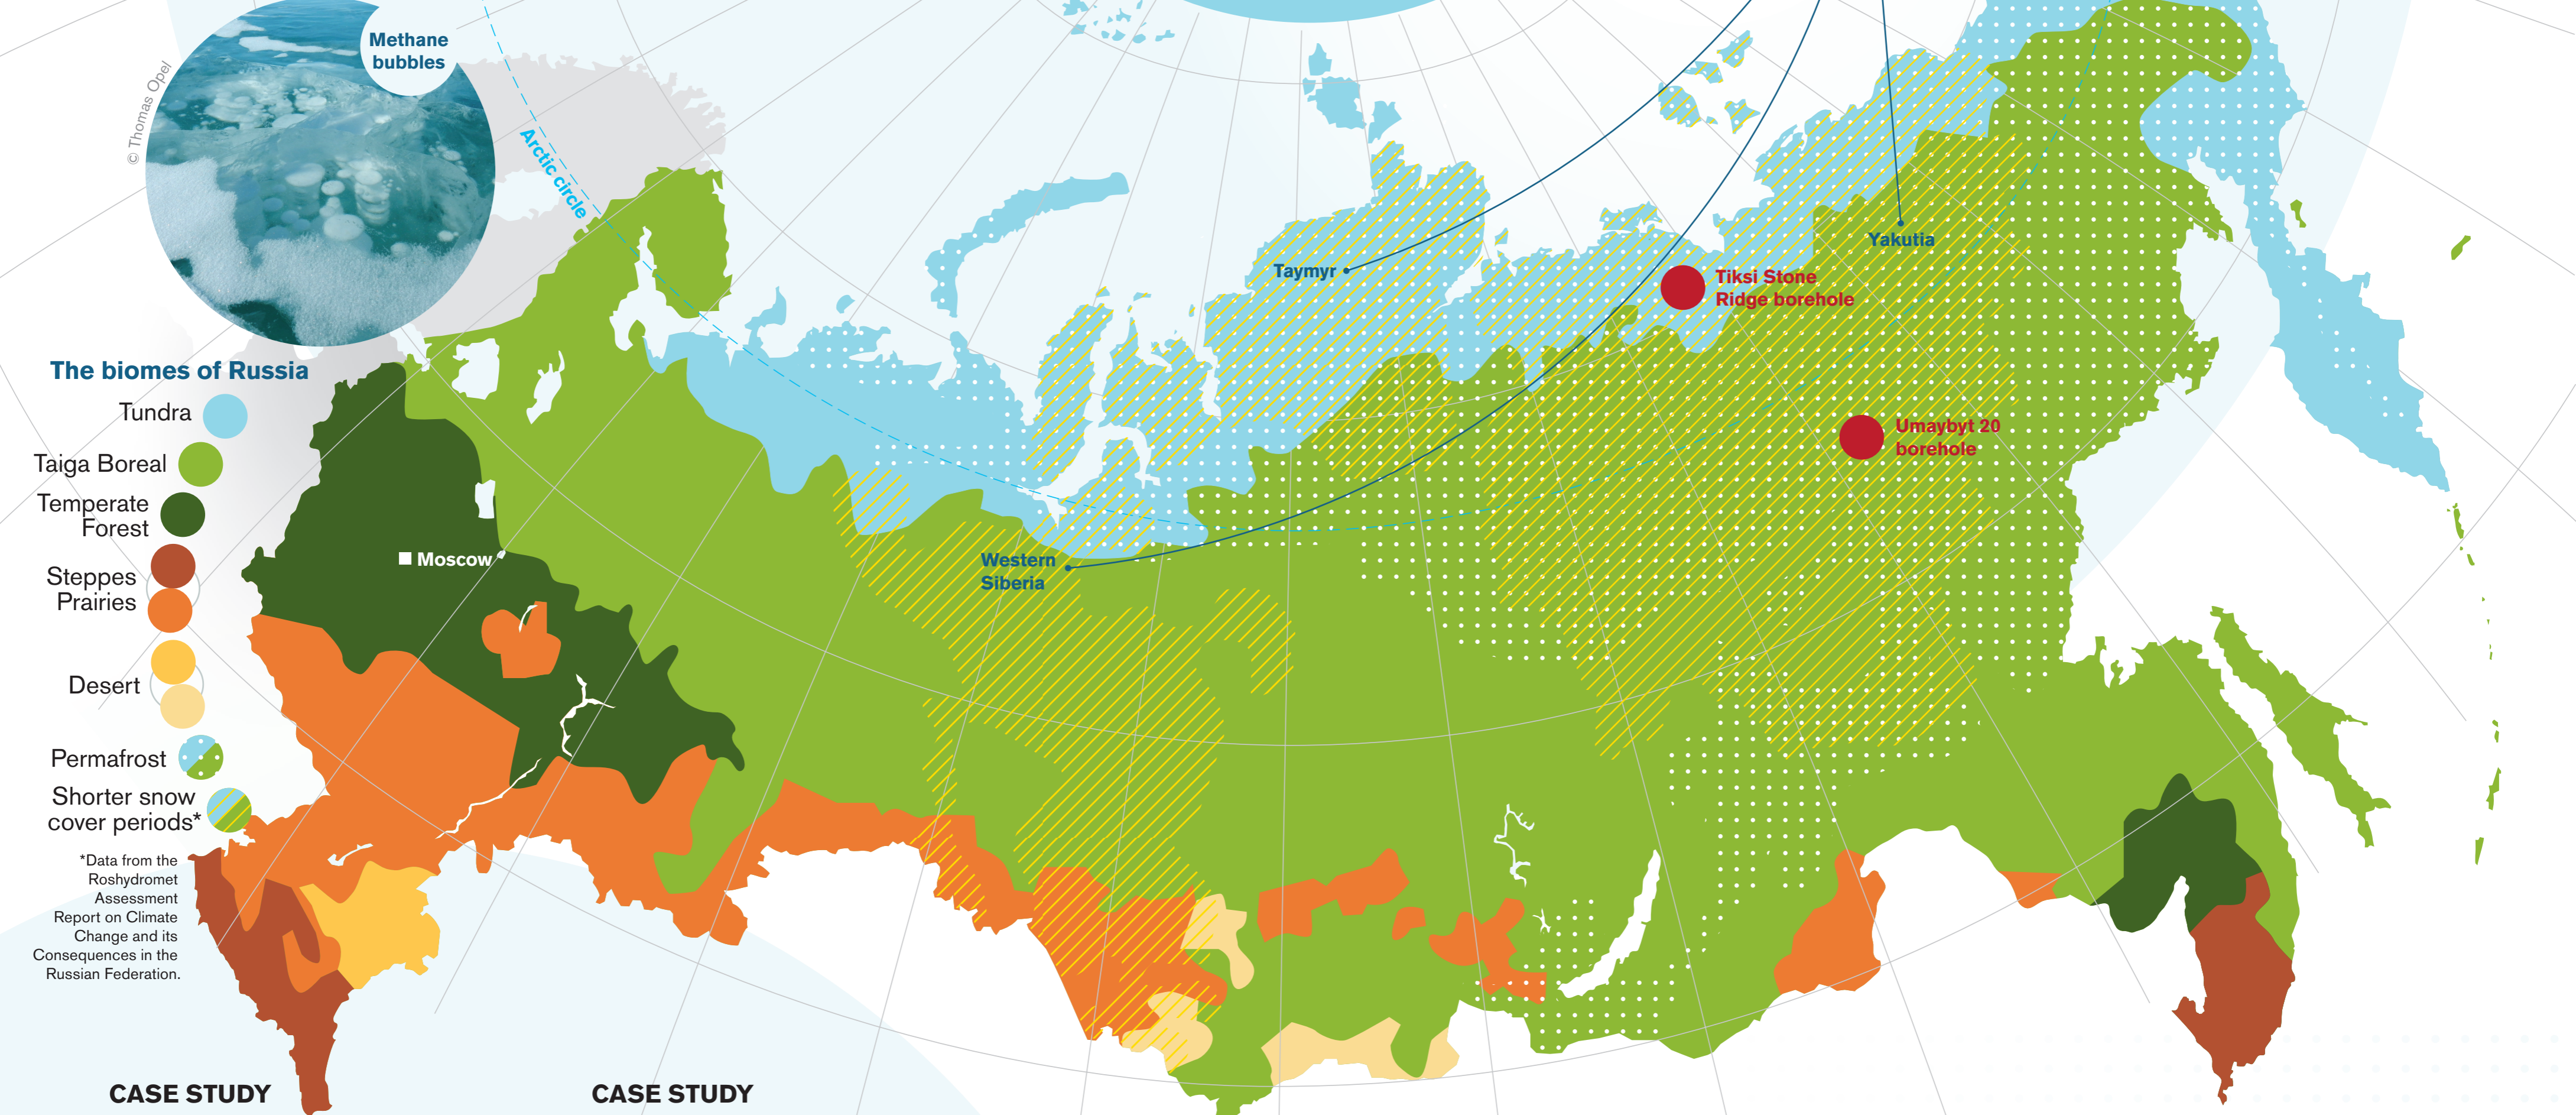 Methane
bubbles
© Thomas Opel
Arctic circle
The biomes of Russia
Tundra
Taiga Boreal
Temperate
Forest
Steppes
Prairies
Desert
Permafrost
Shorter snow
cover periods*
*Data from the
Roshydromet
Assessment
Report on Climate
Change and its
Consequences in the
Russian Federation.
Moscow
Western
Siberia
Taymyr
Yakutia
Tiksi Stone
Ridge borehole
Umaybyt 20
borehole
CASE STUDY
CASE STUDY